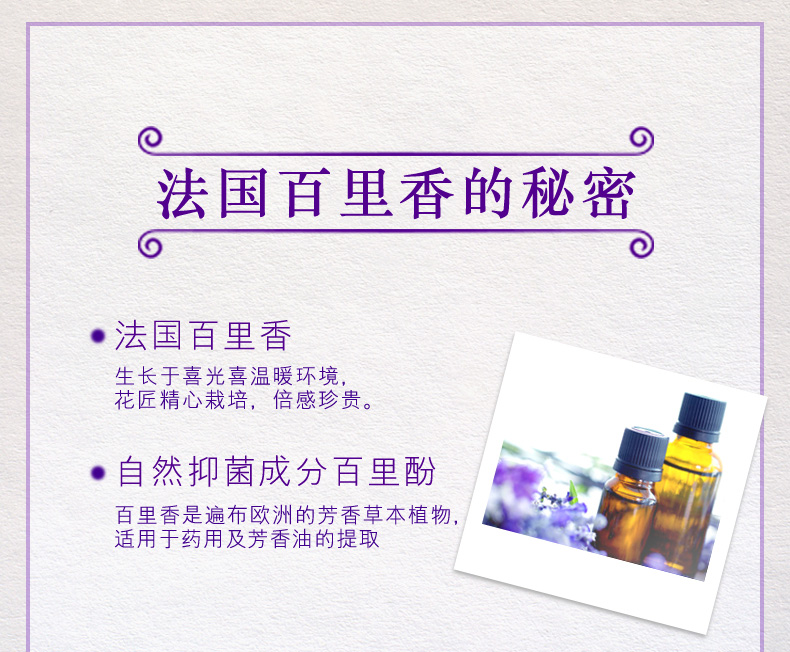 法国百里香的秘密
法国百里香
生长于喜光喜温暖环境，
花匠精心栽培，倍感珍贵。
自然抑菌成分百里酚
百里香是遍布欧洲的芳香草本植物，
适用于药用及芳香油的提取